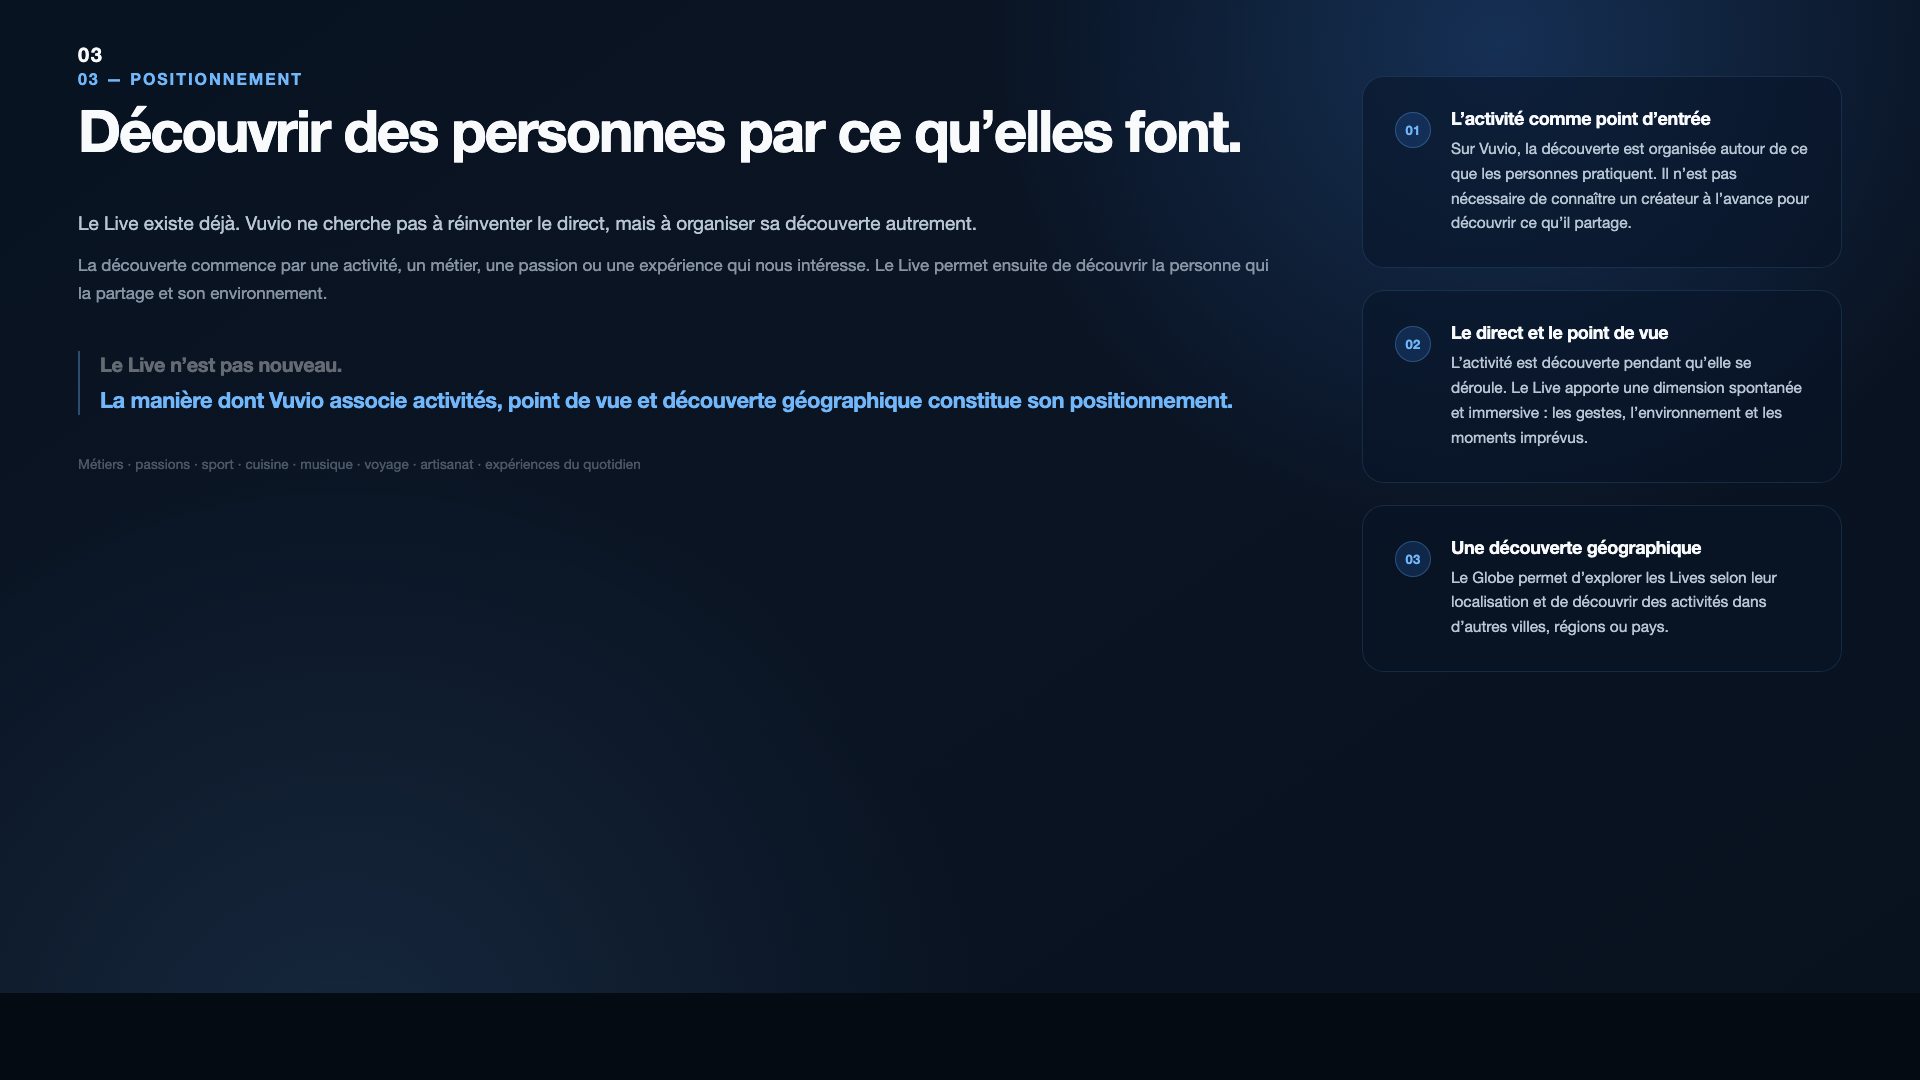 03
03 — POSITIONNEMENT
Découvrir des personnes par ce qu’elles font.
Le Live existe déjà. Vuvio ne cherche pas à réinventer le direct, mais à organiser sa découverte autrement.
La découverte commence par une activité, un métier, une passion ou une expérience qui nous intéresse. Le Live permet ensuite de découvrir la personne qui
la partage et son environnement.
Le Live n’est pas nouveau.
La manière dont Vuvio associe activités, point de vue et découverte géographique constitue son positionnement.
Métiers · passions · sport · cuisine · musique · voyage · artisanat · expériences du quotidien
01
L’activité comme point d’entrée
Sur Vuvio, la découverte est organisée autour de ce
que les personnes pratiquent. Il n’est pas
nécessaire de connaître un créateur à l’avance pour
découvrir ce qu’il partage.
02
Le direct et le point de vue
L’activité est découverte pendant qu’elle se
déroule. Le Live apporte une dimension spontanée
et immersive : les gestes, l’environnement et les
moments imprévus.
03
Une découverte géographique
Le Globe permet d’explorer les Lives selon leur
localisation et de découvrir des activités dans
d’autres villes, régions ou pays.